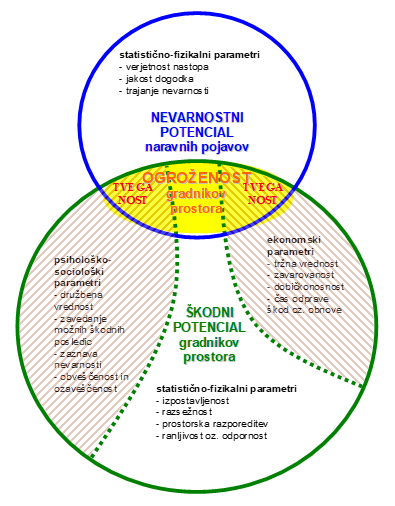 statistično-fizikalni parametri
- verjetnost nastopa
- jakost dogodka
- trajanje nevarnosti
NEVARNOSTNI
POTENCIAL
naravnih pojavov
OGROŽENOST
gradnikov
prostora
TVEGA
NOST
TVEGA
NOST
psihološko-
sociološki
parametri
- družbena
vrednost
- zavedanje
možnih škodnih
posledic
- zaznava
nevarnosti
- obveščenost in
ozaveščenost
ekonomski
parametri
- tržna vrednost
- zavarovanost
- dobičkonosnost
- čas odprave
škod oz. obnove
ŠKODNI
POTENCIAL
gradnikov
prostora
statistično-fizikalni parametri
- izpostavljenost
- razsežnost
- prostorska razporeditev
- ranljivost oz. odpornost